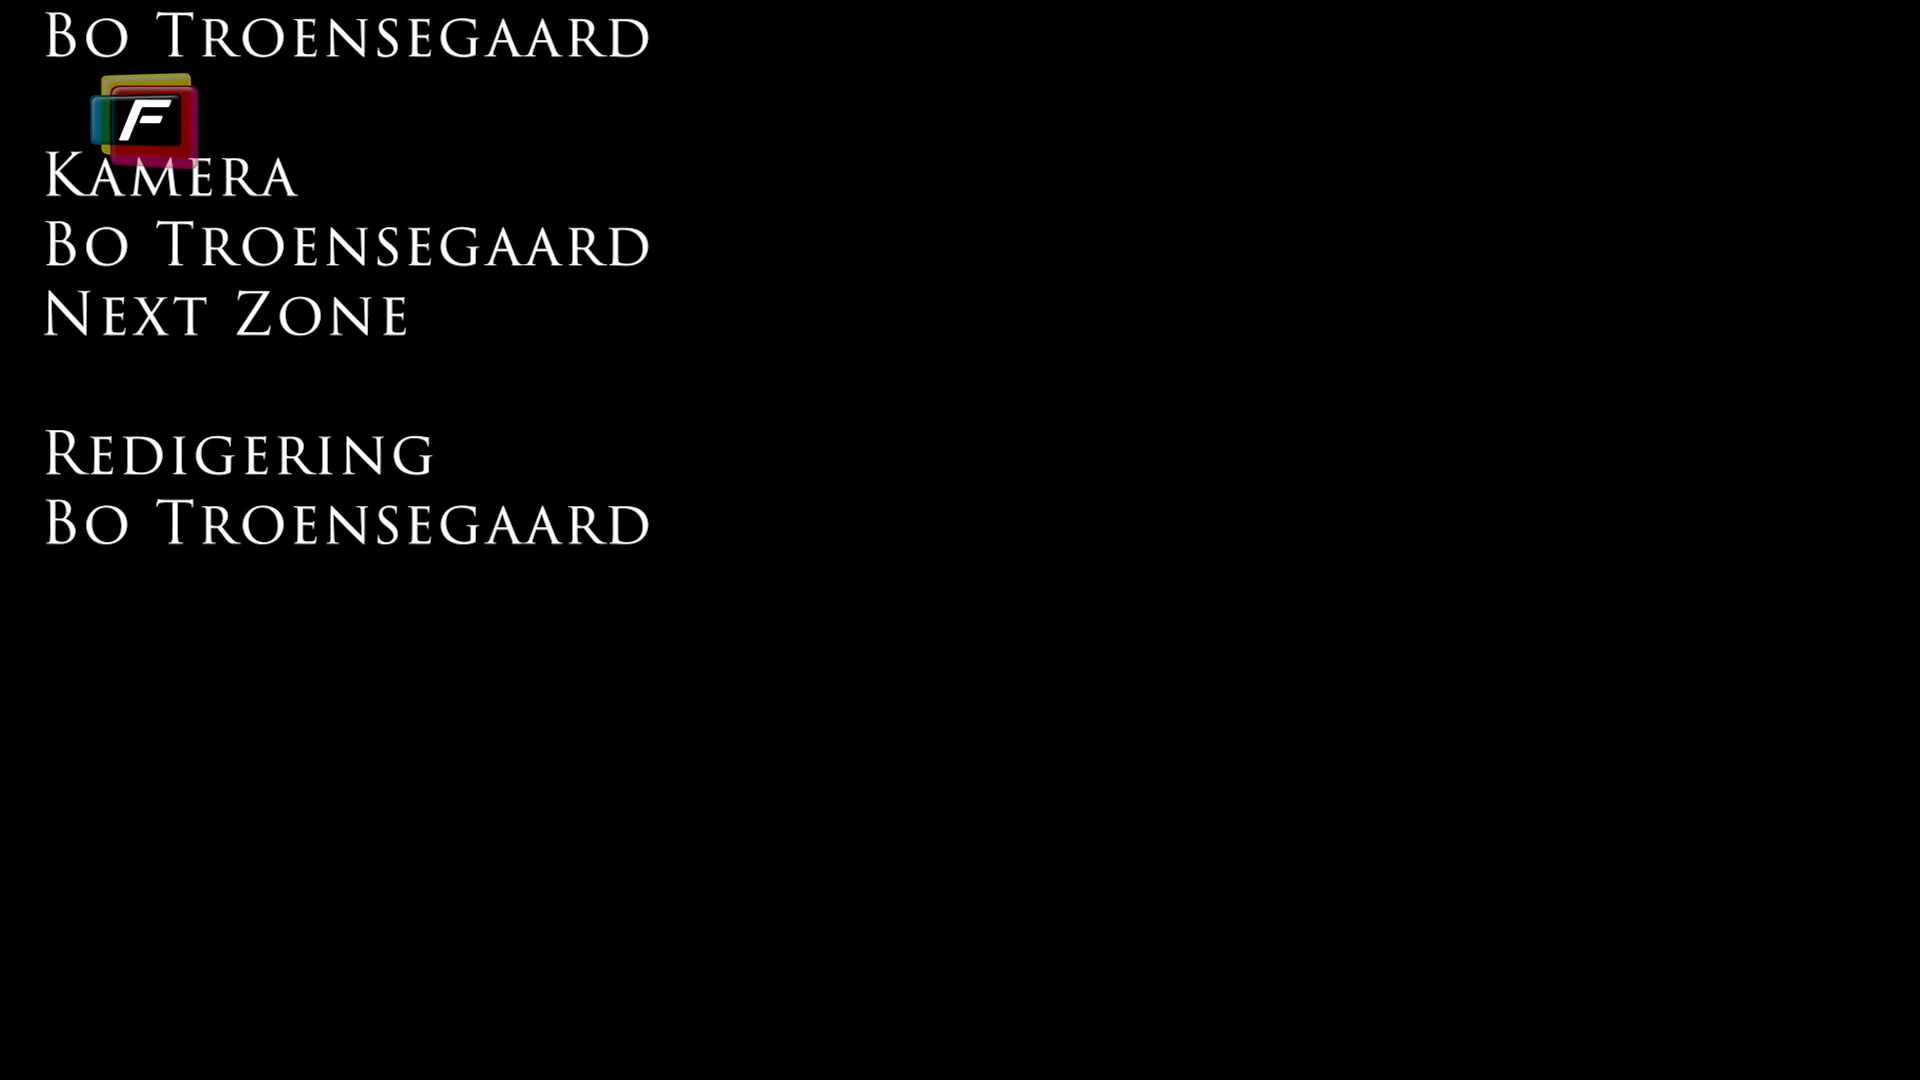 Bo Troensegaard
F
Kamera
Bo Troensegaard
Next Zone
Redigering
Bo Troensegaard